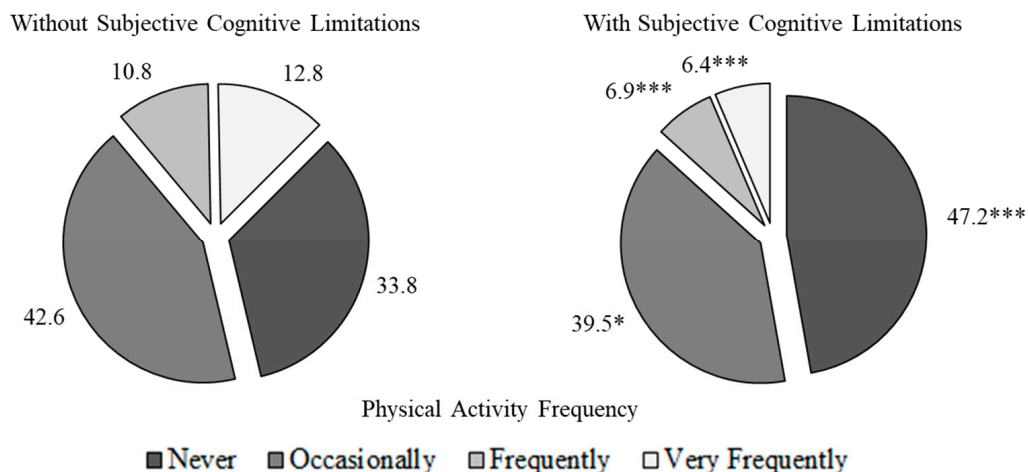 Without Subjective Cognitive Limitations
With Subjective Cognitive Limitations
10.8
12.8
33.8
42.6
6.9***
6.4***
47.2***
39.5*
Physical Activity Frequency
Never Occasionally Frequently Very Frequently